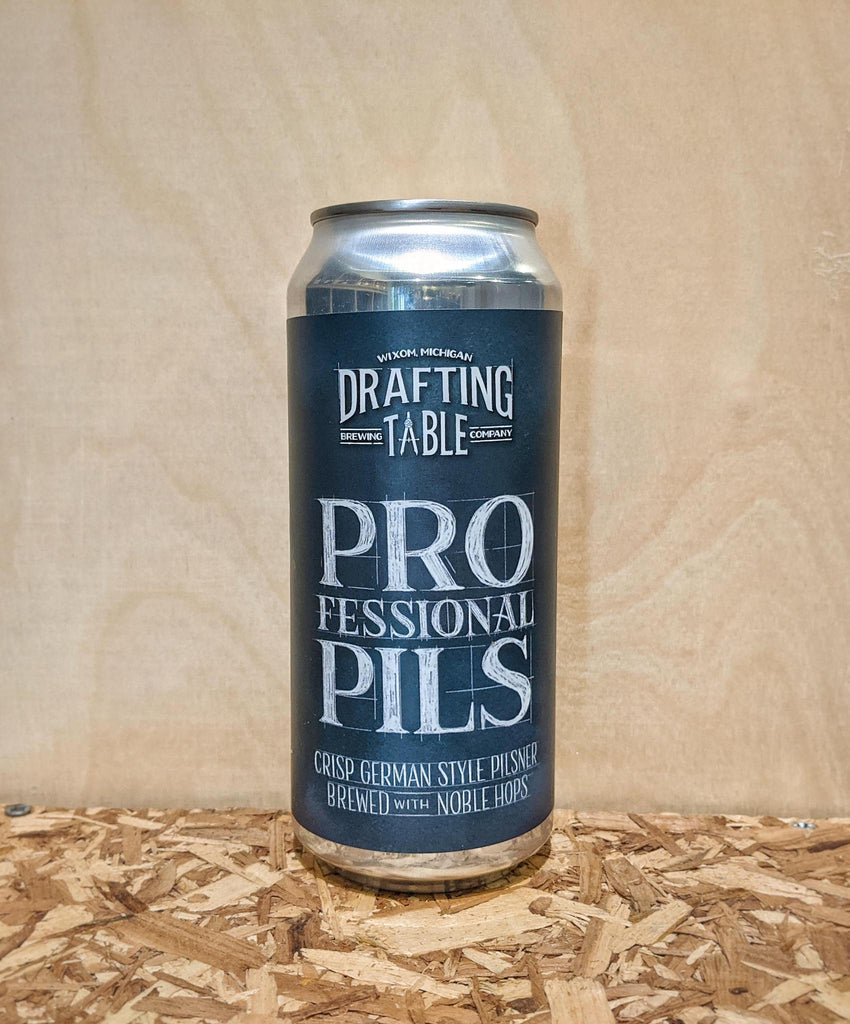 WIXOM, MICHIGAN
DRAFTING
BREWING TABLE COMPANY
PRO
FESSIONAL
PILS
CRISP GERMAN STYLE PILSNER
BREWED WITH NOBLE HOPS